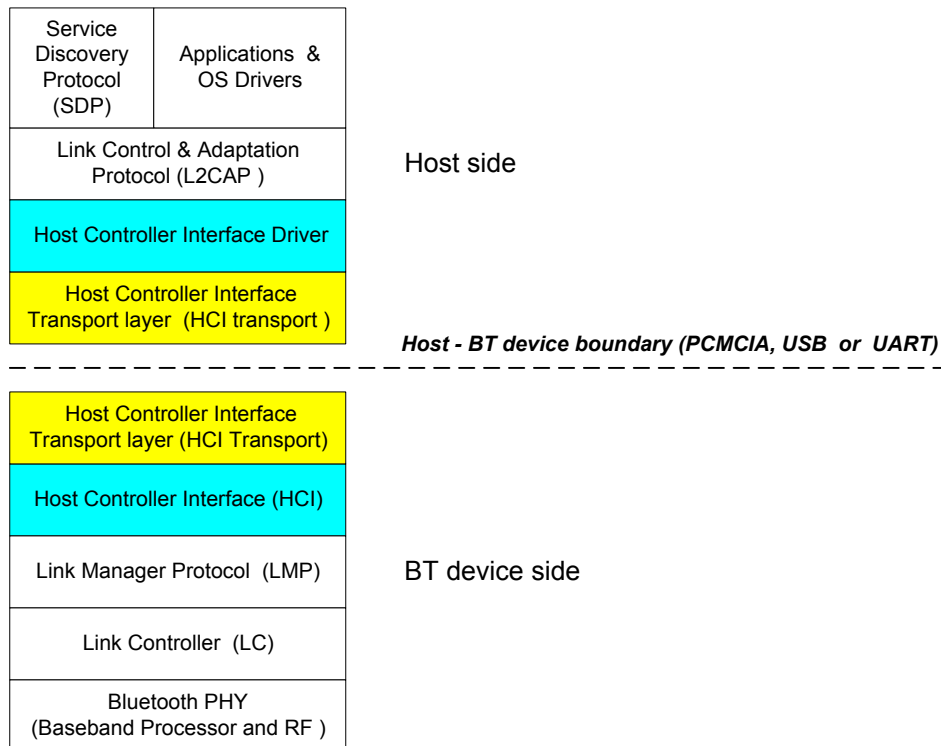 Service
Discovery
Protocol
(SDP)
Applications &
OS Drivers
Link Control & Adaptation
Protocol (L2CAP )
Host side
Host Controller Interface Driver
Host Controller Interface
Transport layer (HCI transport )
Host - BT device boundary (PCMCIA, USB or UART)
Host Controller Interface
Transport layer (HCI Transport)
Host Controller Interface (HCI)
Link Manager Protocol (LMP)
BT device side
Link Controller (LC)
Bluetooth PHY
(Baseband Processor and RF )